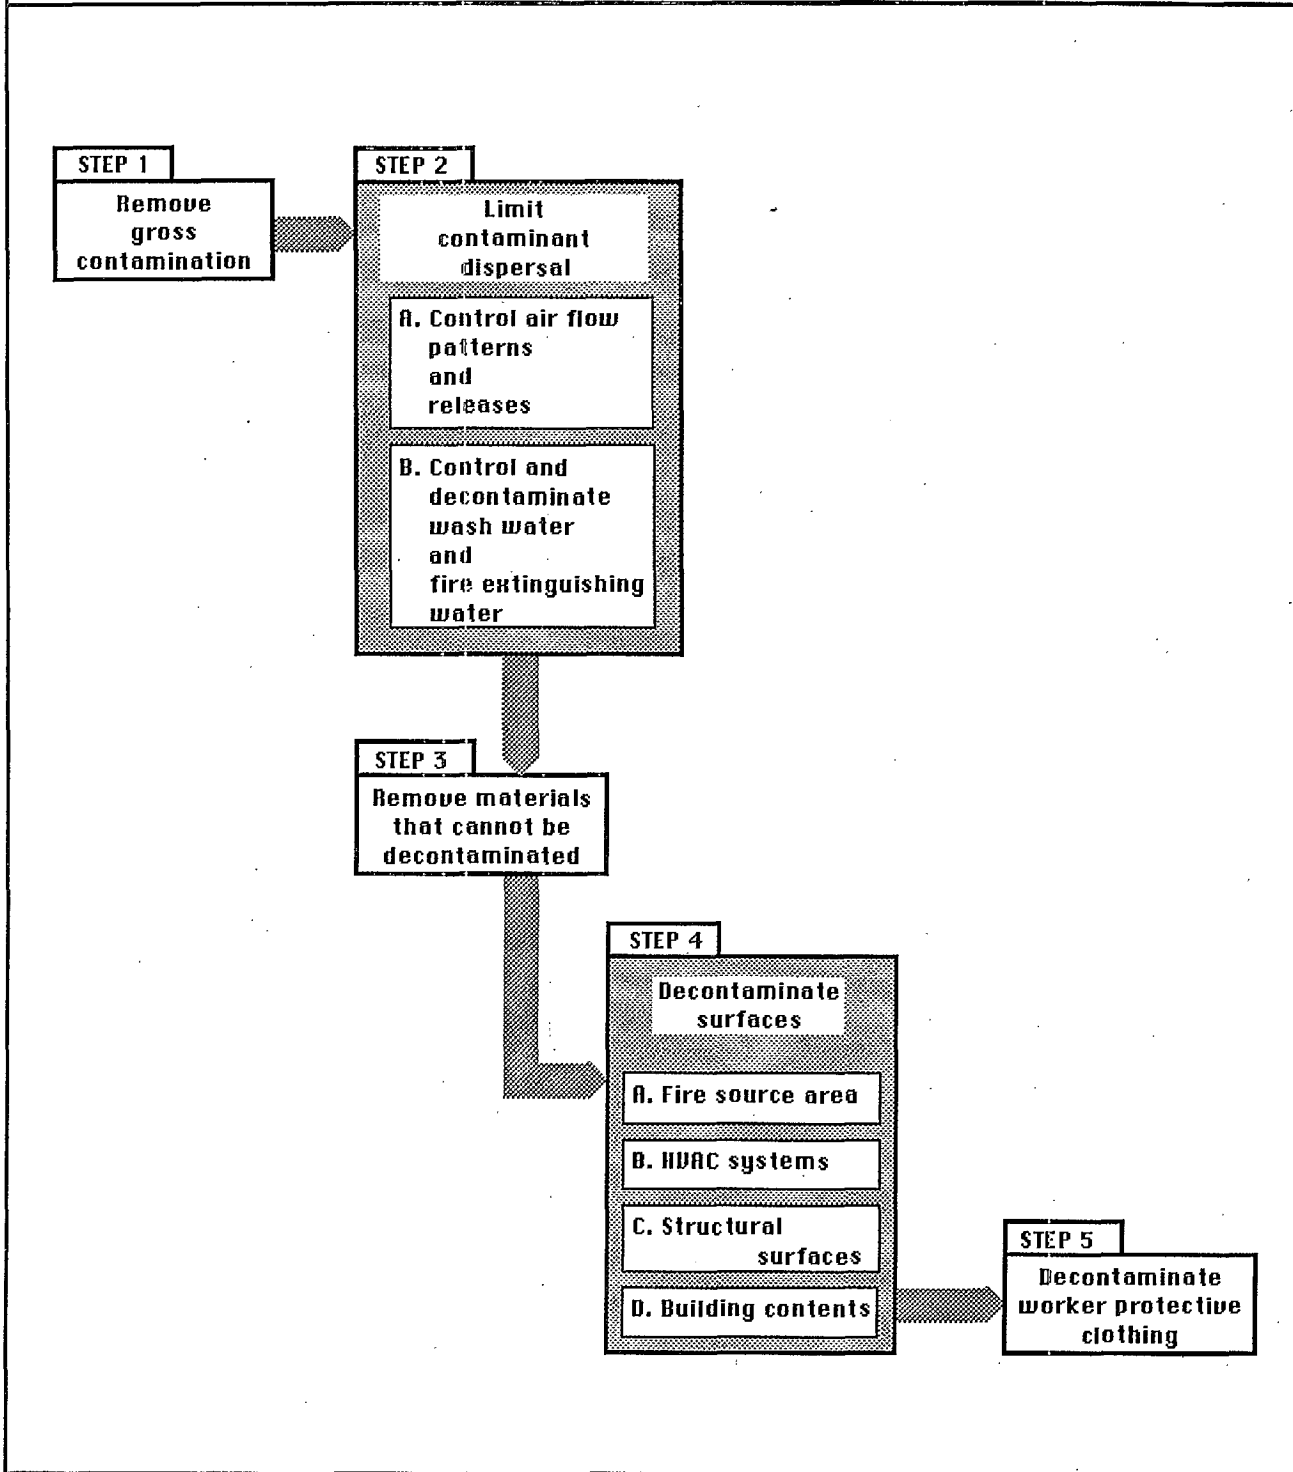 STEP 1
Remove
gross
contamination
STEP 2
Limit
contaminant
dispersal
A. Control air flow
patterns
and
releases
B. Control and
decontaminate
wash water
and
fire extinguishing
water
STEP 3
Remove materials
that cannot be
decontaminated
STEP 4
Decontaminate
surfaces
A. Fire source area
B. HVAC systems
C. Structural
surfaces
D. Building contents
STEP 5
Decontaminate
worker protective
clothing